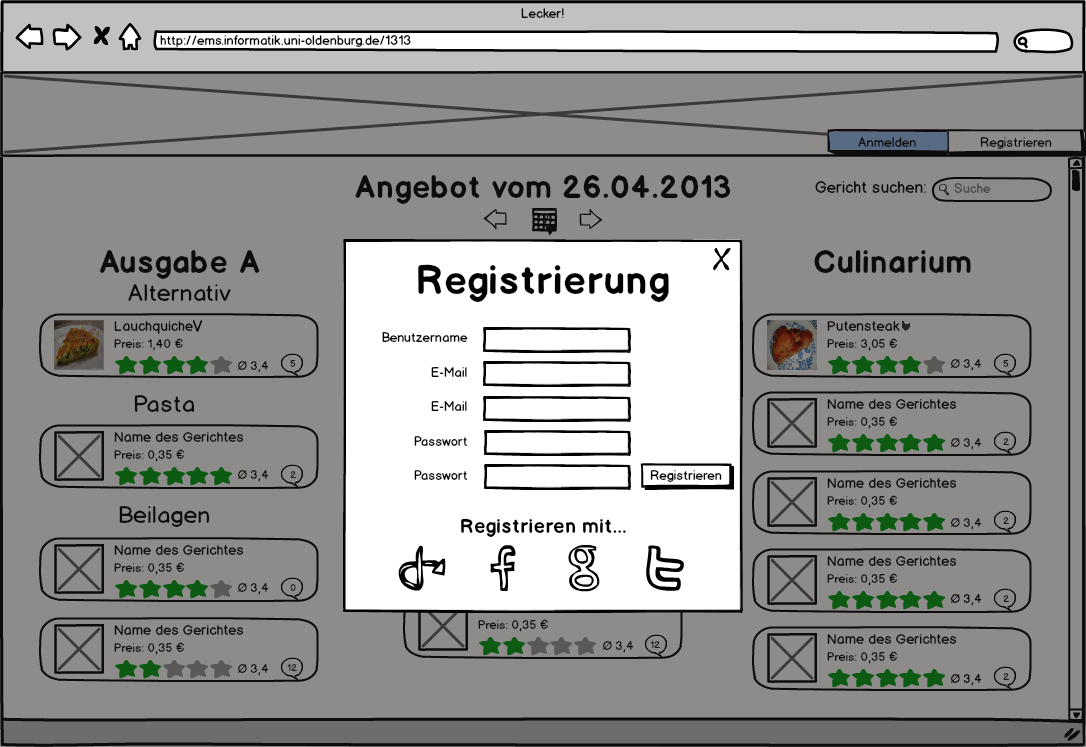 Lecker!
http://ems.informatik.uni-oldenburg.de/1313
Anmelden
Registrieren
Angebot vom 26.04.2013
Gericht suchen:
Suche
Ausgabe A
Alternativ
LauchquicheV
Preis: 1,40 €
Ø 3,4
5
Pasta
Name des Gerichtes
Preis: 0,35 €
Ø 3,4
2
Beilagen
Name des Gerichtes
Preis: 0,35 €
Ø 3,4
0
Name des Gerichtes
Preis: 0,35 €
Ø 3,4
12
X
Registrierung
Benutzername
E-Mail
E-Mail
Passwort
Passwort
Registrieren
Registrieren mit...
d f g t
Preis: 0,35 €
Ø 3,4
12
Culinarium
Putensteak
Preis: 3,05 €
Ø 3,4
5
Name des Gerichtes
Preis: 0,35 €
Ø 3,4
2
Name des Gerichtes
Preis: 0,35 €
Ø 3,4
2
Name des Gerichtes
Preis: 0,35 €
Ø 3,4
2
Name des Gerichtes
Preis: 0,35 €
Ø 3,4
2